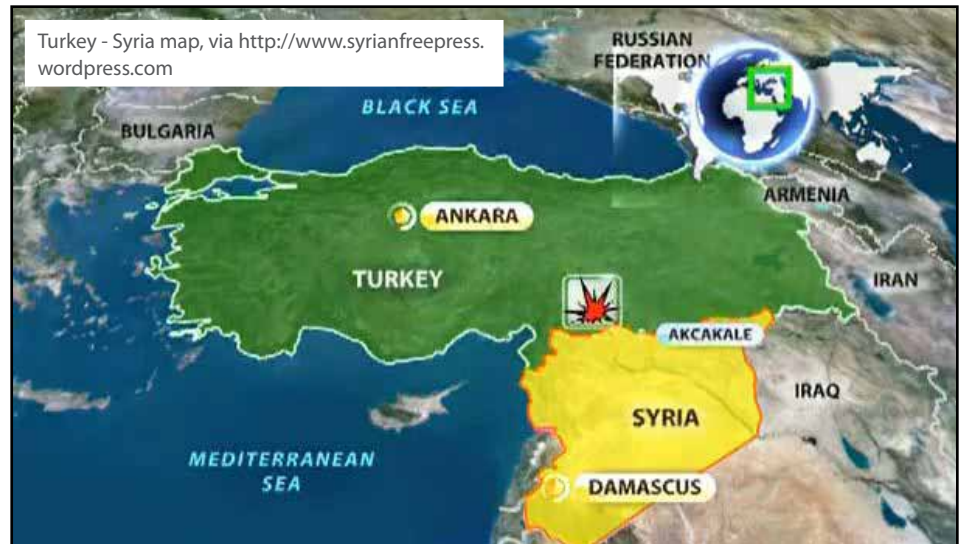 Turkey - Syria map, via http://www.syrianfreepress.
wordpress.com
RUSSIAN
FEDERATION
BLACK SEA
BULGARIA
ARMENIA
ANKARA
TURKEY
IRAN
AKCAKALE
IRAQ
SYRIA
MEDITERRANEAN
SEA
DAMASCUS